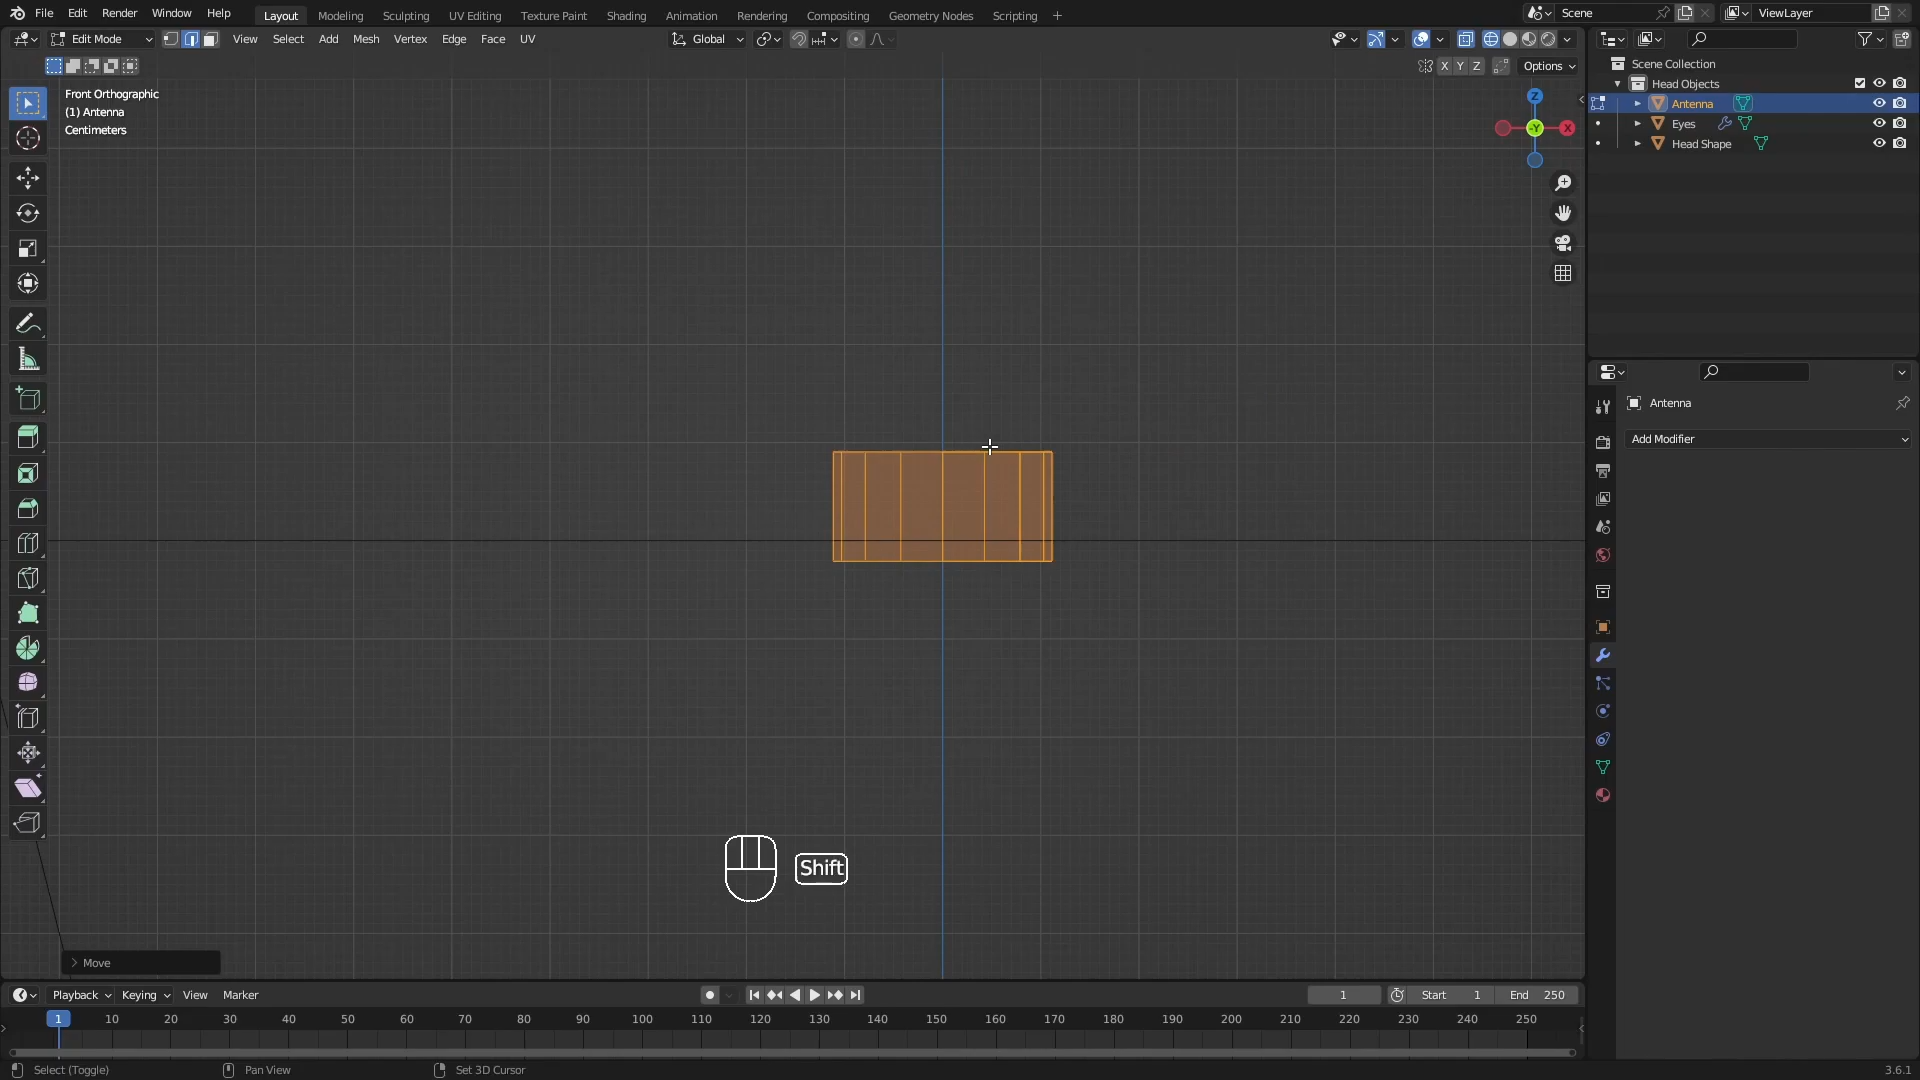 File Edit Render Window Help Layout Modeling Sculpting UV Editing Texture Paint Shading Animation Rendering Compositing Geometry Nodes Scripting + Scene ViewLayer
Edit Mode View Select Add Mesh Vertex Edge Face UV Global
X Y Z Options
Front Orthographic
(1) Antenna
Centimeters
Z
-Y
X
Scene Collection
Head Objects
Antenna
Eyes
Head Shape
Antenna
Add Modifier
Shift
Move
Playback Keying View Marker 1 Start 1 End 250
1 10 20 30 40 50 60 70 80 90 100 110 120 130 140 150 160 170 180 190 200 210 220 230 240 250
Select (Toggle) Pan View Set 3D Cursor 3.6.1